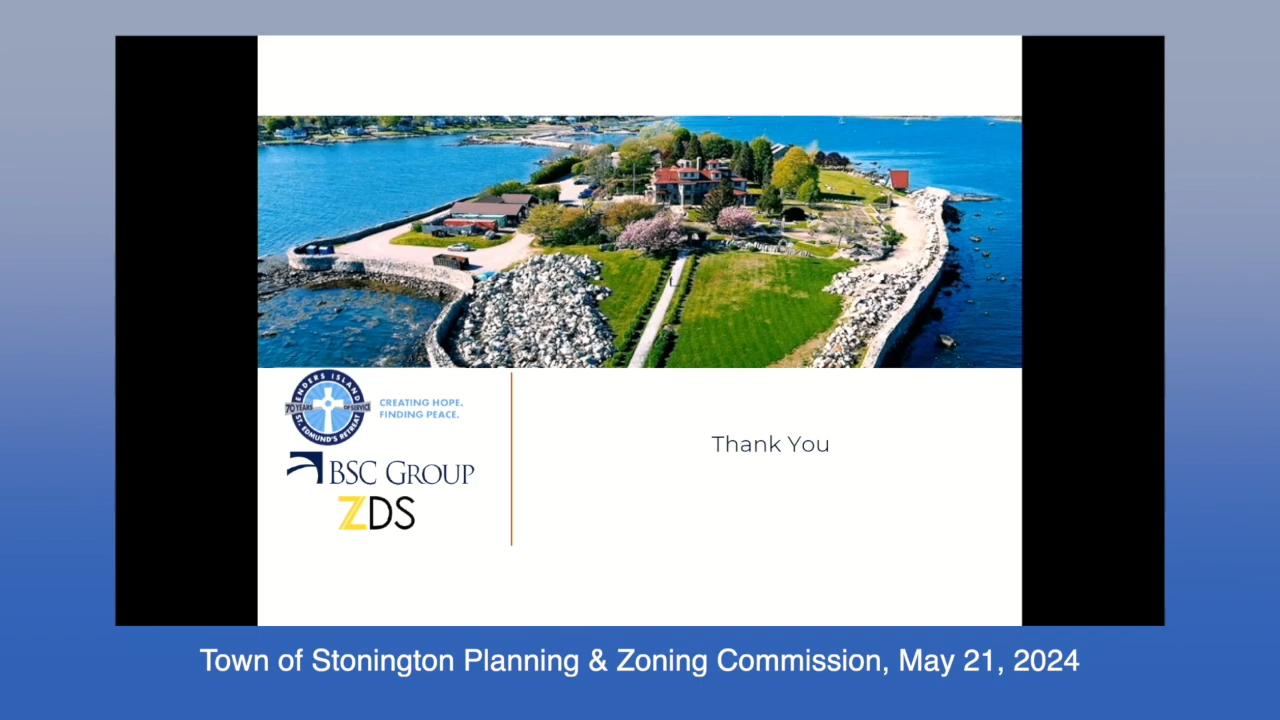 ENDERS ISLAND
70 YEARS OF SERVICE
ST. EDMUND'S RETREAT
CREATING HOPE.
FINDING PEACE.
BSC GROUP
ZDS
Thank You
Town of Stonington Planning & Zoning Commission, May 21, 2024